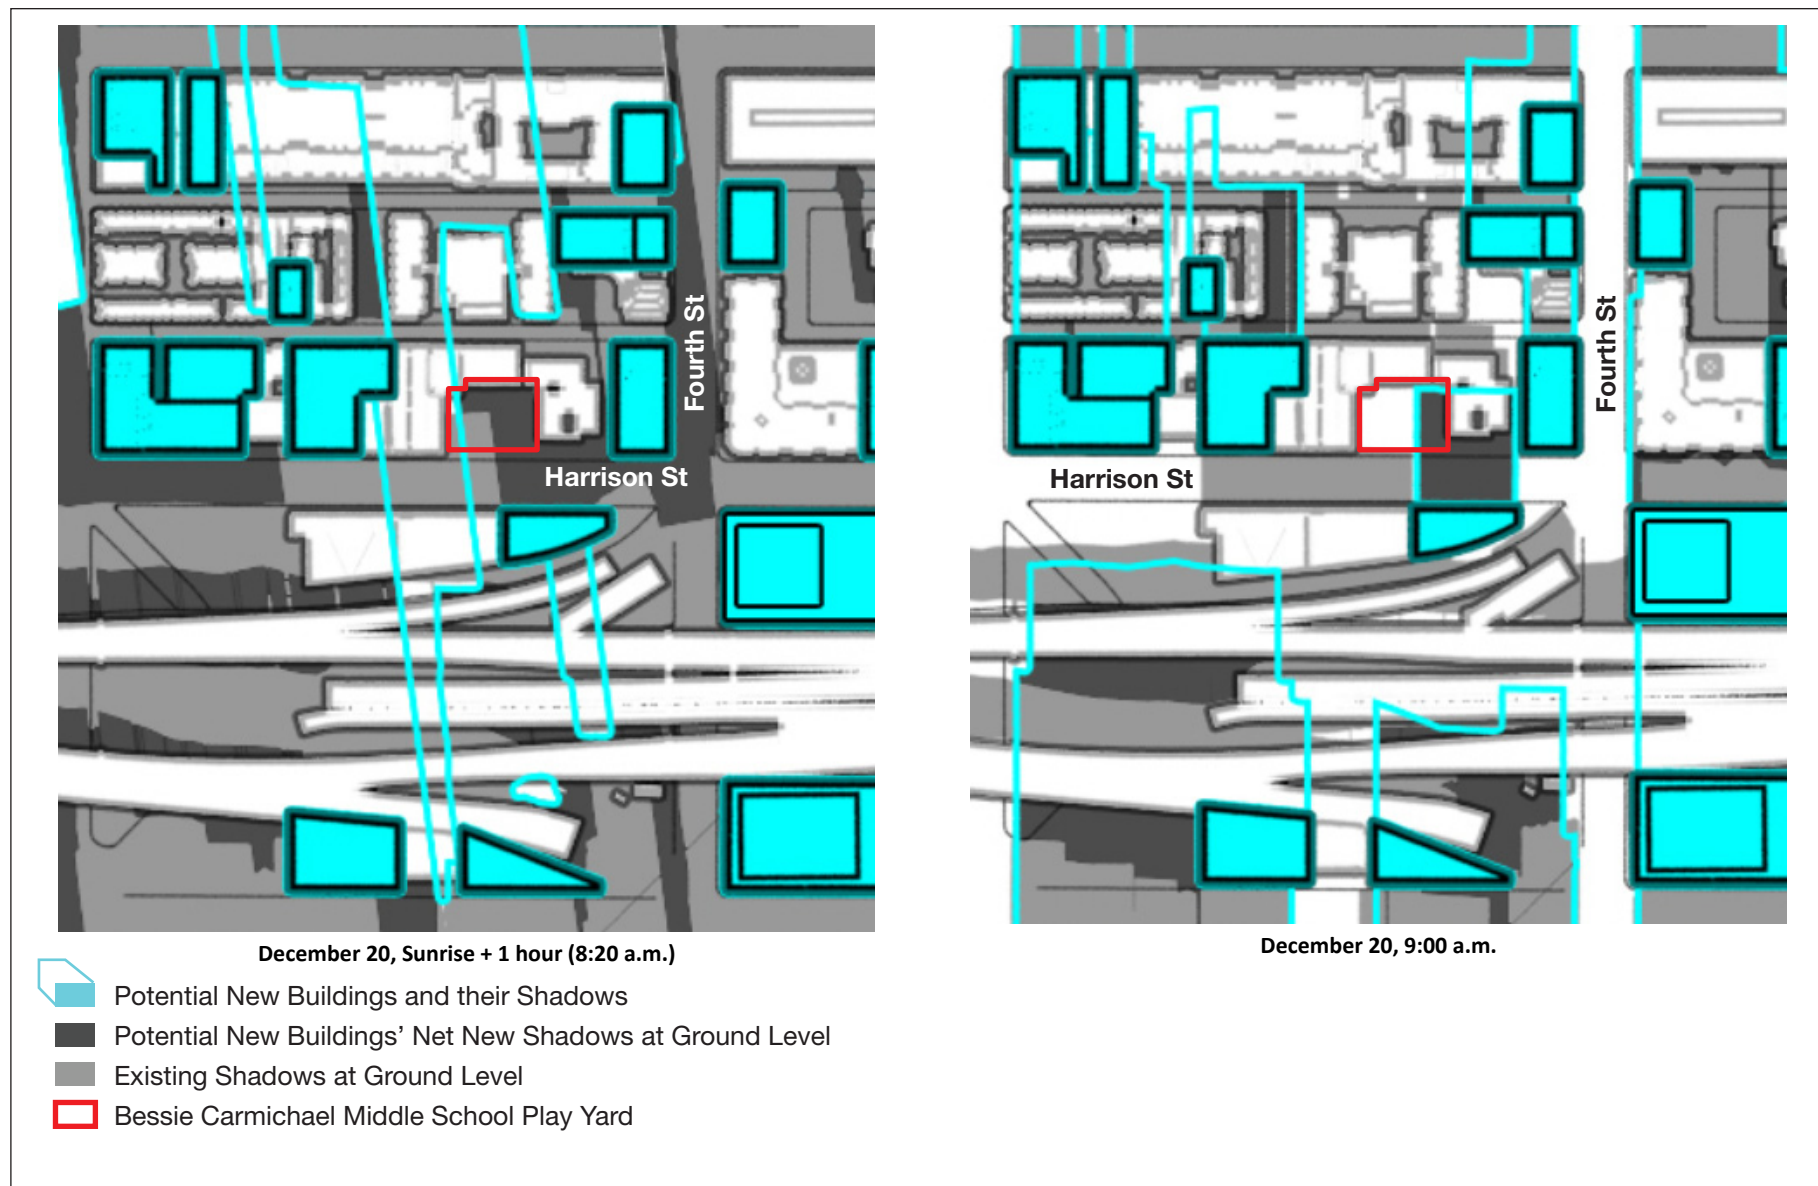 Fourth St
Harrison St
Fourth St
Harrison St
December 20, Sunrise + 1 hour (8:20 a.m.)
December 20, 9:00 a.m.
Potential New Buildings and their Shadows
Potential New Buildings’ Net New Shadows at Ground Level
Existing Shadows at Ground Level
Bessie Carmichael Middle School Play Yard